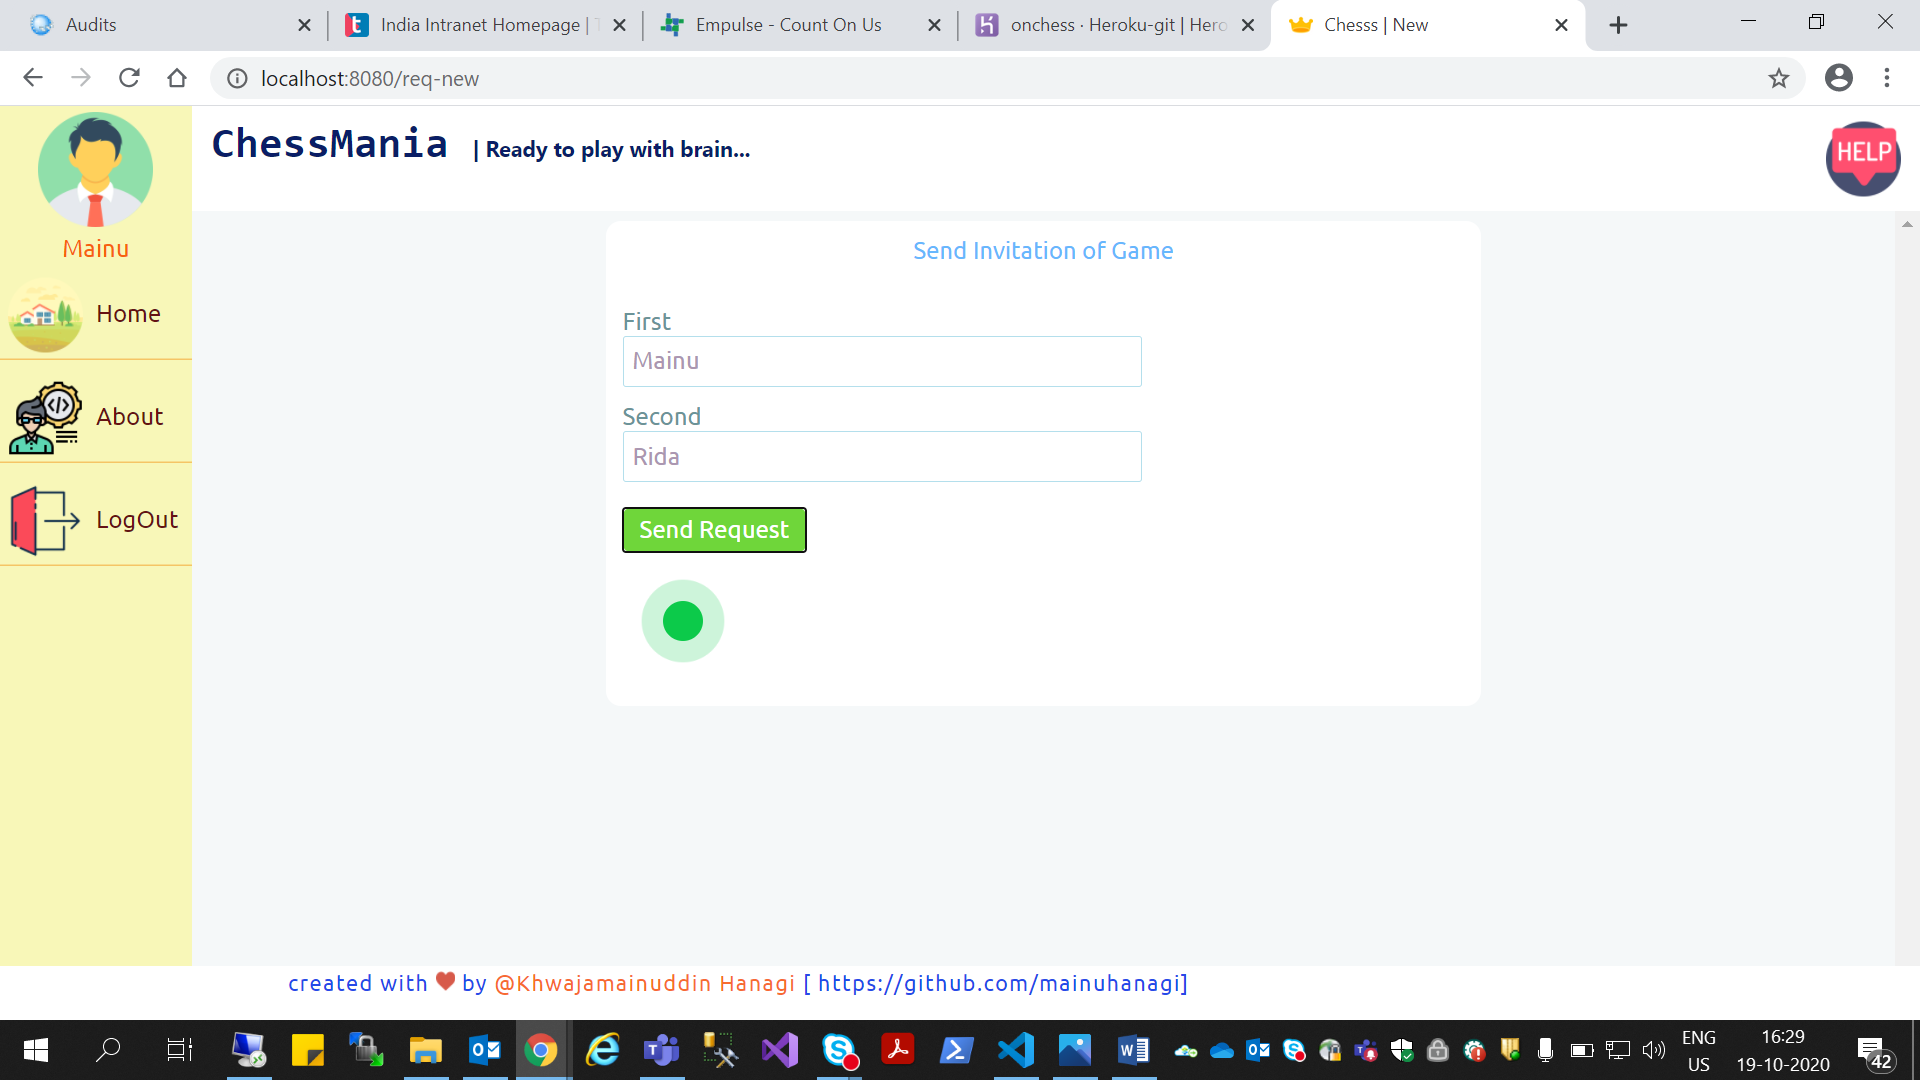 Audits
India Intranet Homepage |
Empulse - Count On Us
onchess · Heroku-git | Hero
Chesss | New
localhost:8080/req-new
ChessMania | Ready to play with brain...
HELP
Mainu
Home
About
LogOut
Send Invitation of Game
First
Mainu
Second
Rida
Send Request
created with ❤ by @Khwajamainuddin Hanagi [ https://github.com/mainuhanagi]
ENG
US
16:29
19-10-2020
42